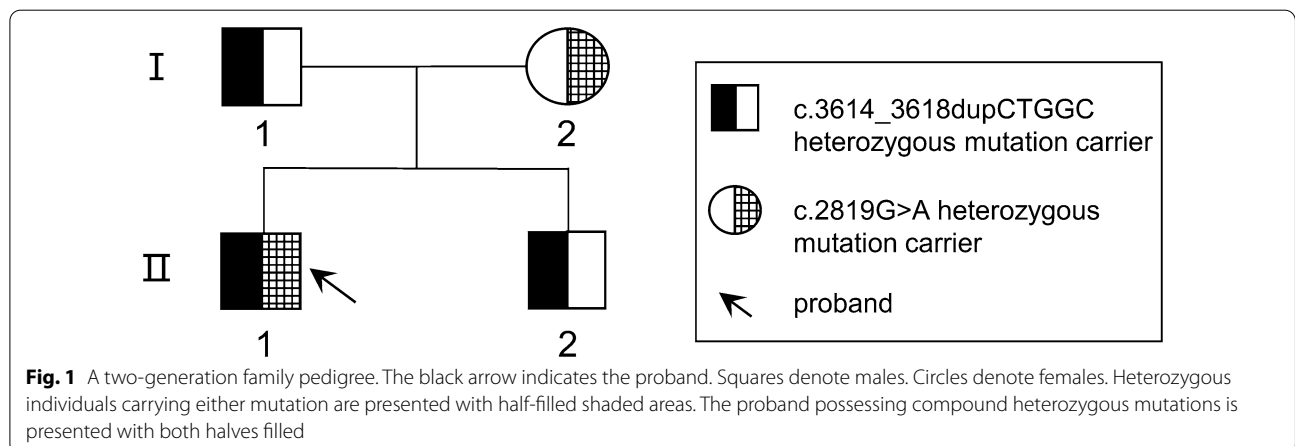 I
1
2
II
1
2
c.3614_3618dupCTGGC
heterozygous mutation carrier
c.2819G>A heterozygous
mutation carrier
proband
Fig. 1 A two-generation family pedigree. The black arrow indicates the proband. Squares denote males. Circles denote females. Heterozygous
individuals carrying either mutation are presented with half-filled shaded areas. The proband possessing compound heterozygous mutations is
presented with both halves filled